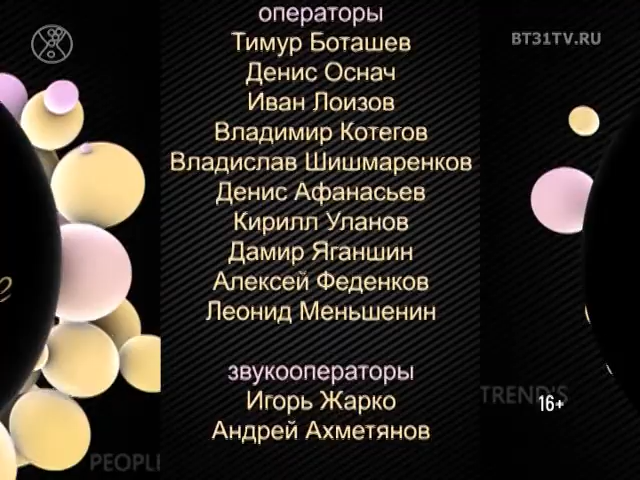 операторы
BT31TV.RU
Тимур Боташев
Денис Оснач
Иван Лоизов
Владимир Котегов
Владислав Шишмаренков
Денис Афанасьев
Кирилл Уланов
Дамир Яганшин
Алексей Феденков
Леонид Меньшенин
звукооператоры
Игорь Жарко
TREND'S
16+
Андрей Ахметянов
PEOPLE